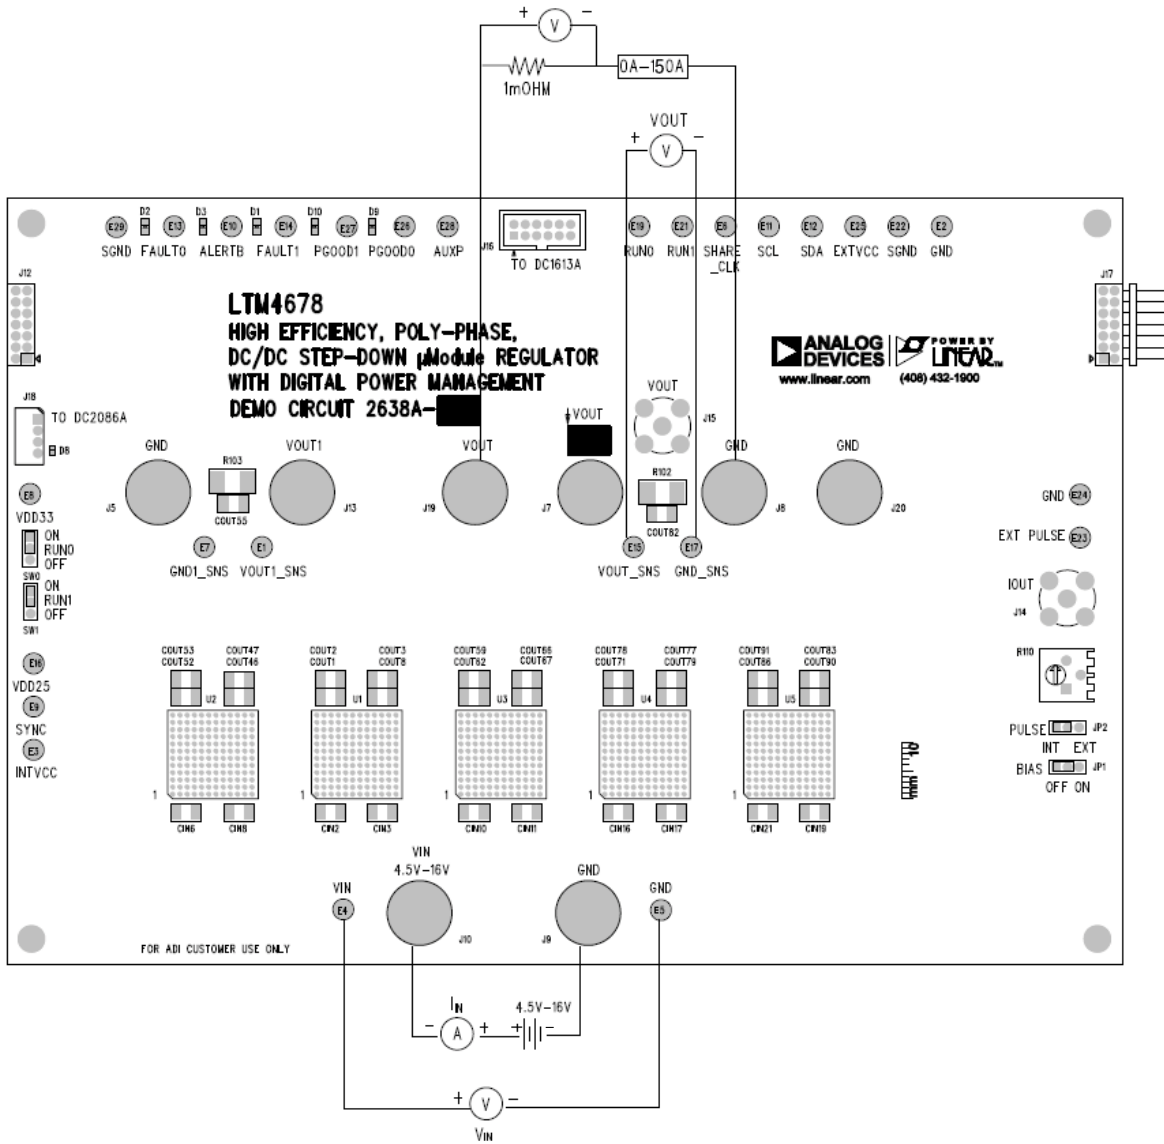 + V −
1mOHM
0A−150A
VOUT
+ V −
E29 D2 E13 D3 E10 D1 E14 D10 E27 D9 E26 E28
SGND FAULT0 ALERTB FAULT1 PGOOD1 PGOOD0 AUXP
J16
TO DC1613A
E19 E21 E6 E11 E12 E25 E22 E2
RUN0 RUN1 SHARE_CLK SCL SDA EXTVCC SGND GND
J12
J17
LTM4678
HIGH EFFICIENCY, POLY−PHASE,
DC/DC STEP−DOWN µModule REGULATOR
WITH DIGITAL POWER MANAGEMENT
DEMO CIRCUIT 2638A−
ANALOG DEVICES
POWER BY LINEAR™
www.linear.com (408) 432−1900
J18
TO DC2086A
D8
VOUT
J15
VOUT
GND VOUT1 VOUT GND GND
R103
R102
J5 J13 J19 J7 J8 J20
COUT55
COUT82
E8
VDD33
ON
RUN0
OFF
SW0
ON
RUN1
OFF
SW1
E7 E1 E15 E17
GND1_SNS VOUT1_SNS VOUT_SNS GND_SNS
GND E24
EXT PULSE E23
IOUT
J14
R110
E16
VDD25
E9
SYNC
E3
INTVCC
COUT53 COUT47 COUT2 COUT3 COUT59 COUT66 COUT78 COUT77 COUT91 COUT83
COUT52 COUT46 COUT1 COUT8 COUT62 COUT67 COUT71 COUT79 COUT86 COUT90
U2 U1 U3 U4 U5
PULSE JP2
INT EXT
BIAS JP1
OFF ON
10
mm
1 1 1 1 1
CIN6 CIN8 CIN2 CIN3 CIN10 CIN11 CIN16 CIN17 CIN21 CIN19
VIN
4.5V−16V
GND
VIN
E4
GND
E5
J10
J9
FOR ADI CUSTOMER USE ONLY
IIN
− A +
4.5V−16V
+ −
+ V −
VIN